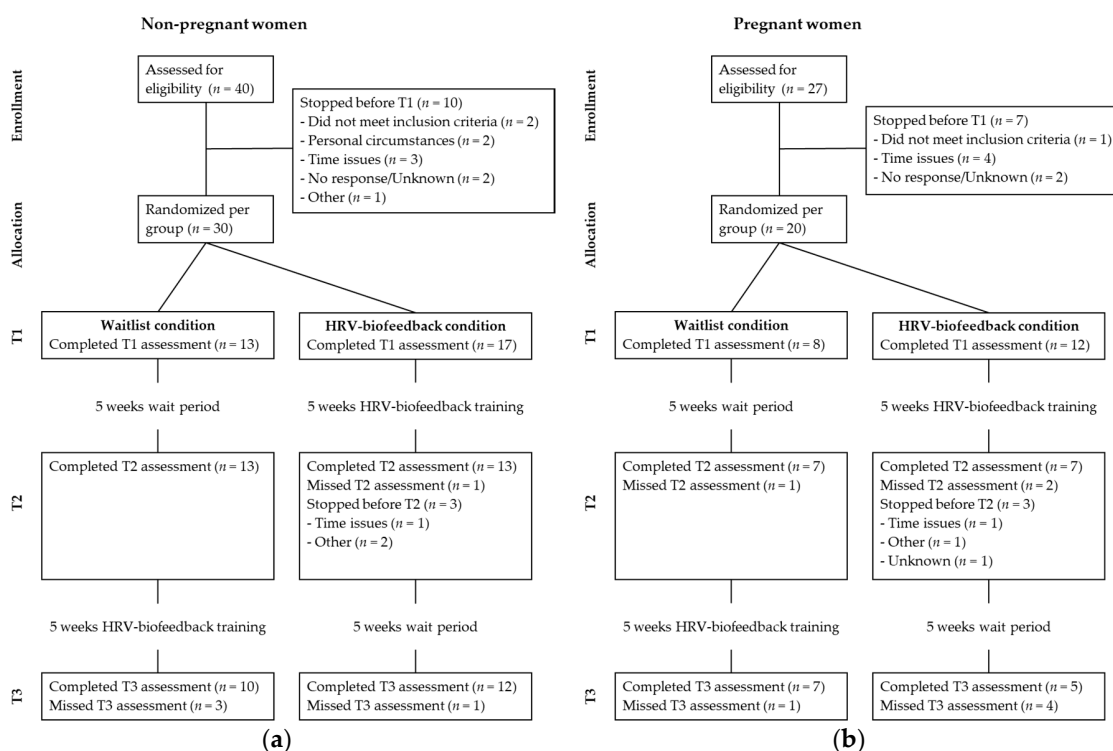 Non-pregnant women
Enrollment
Assessed for
eligibility (n = 40)
Stopped before T1 (n = 10)
- Did not meet inclusion criteria (n = 2)
- Personal circumstances (n = 2)
- Time issues (n = 3)
- No response/Unknown (n = 2)
- Other (n = 1)
Allocation
Randomized per
group (n = 30)
T1
Waitlist condition
Completed T1 assessment (n = 13)
HRV-biofeedback condition
Completed T1 assessment (n = 17)
5 weeks wait period
5 weeks HRV-biofeedback training
T2
Completed T2 assessment (n = 13)
Completed T2 assessment (n = 13)
Missed T2 assessment (n = 1)
Stopped before T2 (n = 3)
- Time issues (n = 1)
- Other (n = 2)
5 weeks HRV-biofeedback training
5 weeks wait period
T3
Completed T3 assessment (n = 10)
Missed T3 assessment (n = 3)
Completed T3 assessment (n = 12)
Missed T3 assessment (n = 1)
(a)
Pregnant women
Enrollment
Assessed for
eligibility (n = 27)
Stopped before T1 (n = 7)
- Did not meet inclusion criteria (n = 1)
- Time issues (n = 4)
- No response/Unknown (n = 2)
Allocation
Randomized per
group (n = 20)
T1
Waitlist condition
Completed T1 assessment (n = 8)
HRV-biofeedback condition
Completed T1 assessment (n = 12)
5 weeks wait period
5 weeks HRV-biofeedback training
T2
Completed T2 assessment (n = 7)
Missed T2 assessment (n = 1)
Completed T2 assessment (n = 7)
Missed T2 assessment (n = 2)
Stopped before T2 (n = 3)
- Time issues (n = 1)
- Other (n = 1)
- Unknown (n = 1)
5 weeks HRV-biofeedback training
5 weeks wait period
T3
Completed T3 assessment (n = 7)
Missed T3 assessment (n = 1)
Completed T3 assessment (n = 5)
Missed T3 assessment (n = 4)
(b)